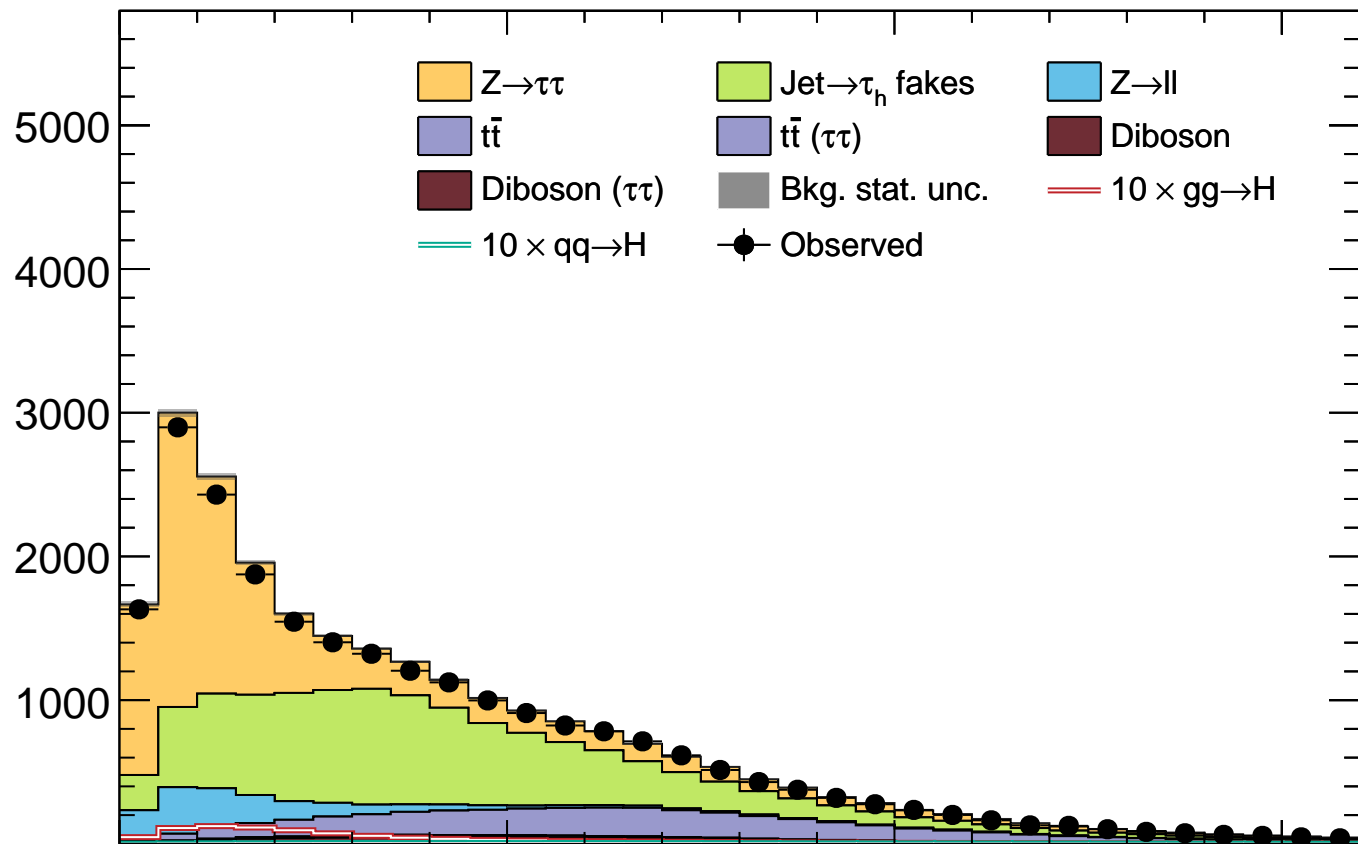 Z→ττ Jet→τh fakes Z→ll
5000 tt̄ tt̄ (ττ) Diboson
Diboson (ττ) Bkg. stat. unc. 10 × gg→H
10 × qq→H Observed
4000
3000
2000
1000